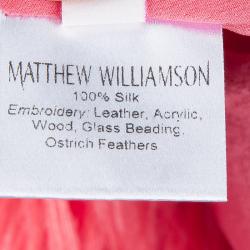 MATTHEW WILLIAMSON
100% Silk
Embroidery: Leather, Acrylic,
Wood, Glass Beading,
Ostrich Feathers